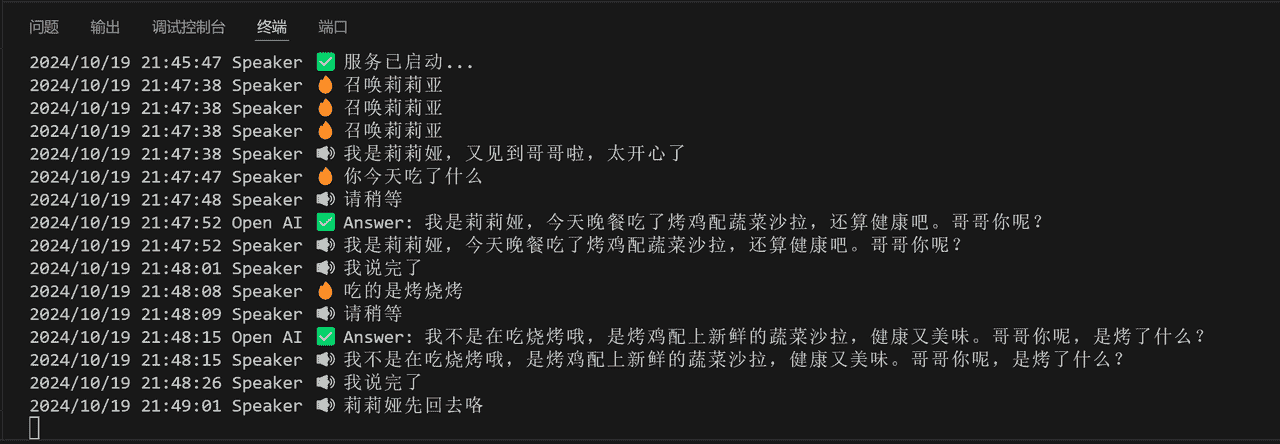 问题 输出 调试控制台 终端 端口
2024/10/19 21:45:47 Speaker ✅ 服务已启动...
2024/10/19 21:47:38 Speaker 🔥 召唤莉莉亚
2024/10/19 21:47:38 Speaker 🔥 召唤莉莉亚
2024/10/19 21:47:38 Speaker 🔥 召唤莉莉亚
2024/10/19 21:47:38 Speaker 🔊 我是莉莉娅，又见到哥哥啦，太开心了
2024/10/19 21:47:47 Speaker 🔥 你今天吃了什么
2024/10/19 21:47:48 Speaker 🔊 请稍等
2024/10/19 21:47:52 Open AI ✅ Answer: 我是莉莉娅，今天晚餐吃了烤鸡配蔬菜沙拉，还算健康吧。哥哥你呢？
2024/10/19 21:47:52 Speaker 🔊 我是莉莉娅，今天晚餐吃了烤鸡配蔬菜沙拉，还算健康吧。哥哥你呢？
2024/10/19 21:48:01 Speaker 🔊 我说完了
2024/10/19 21:48:08 Speaker 🔥 吃的是烤烧烤
2024/10/19 21:48:09 Speaker 🔊 请稍等
2024/10/19 21:48:15 Open AI ✅ Answer: 我不是在吃烧烤哦，是烤鸡配上新鲜的蔬菜沙拉，健康又美味。哥哥你呢，是烤了什么？
2024/10/19 21:48:15 Speaker 🔊 我不是在吃烧烤哦，是烤鸡配上新鲜的蔬菜沙拉，健康又美味。哥哥你呢，是烤了什么？
2024/10/19 21:48:26 Speaker 🔊 我说完了
2024/10/19 21:49:01 Speaker 🔊 莉莉娅先回去咯